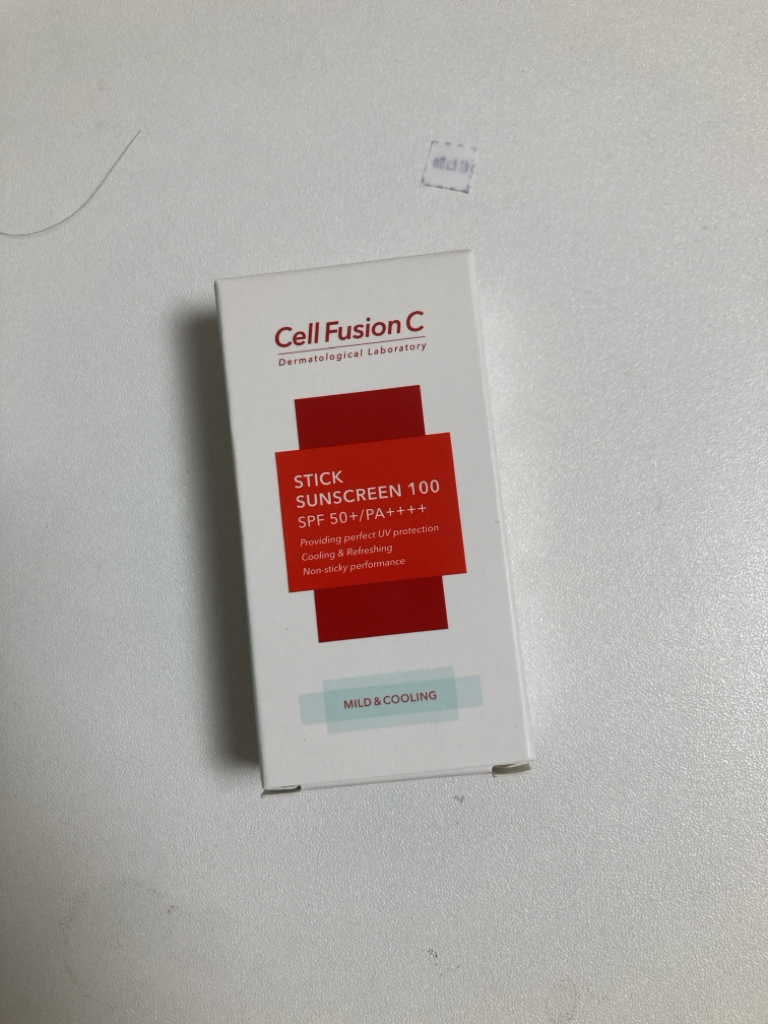 Cell Fusion C
Dermatological Laboratory
STICK
SUNSCREEN 100
SPF 50+/PA++++
Providing perfect UV protection
Cooling & Refreshing
Non-sticky performance
MILD & COOLING